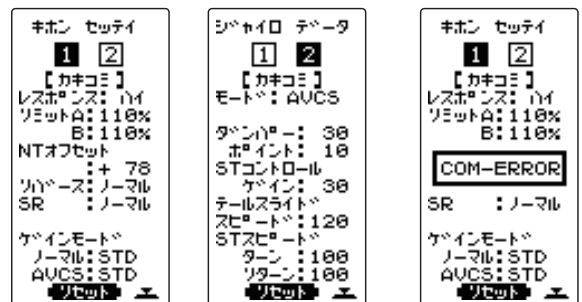 キホン セッテイ
1 2
[カキコミ]
レスポンス: ハイ
リミットA:110%
B:110%
NTオフセット
:+ 78
リバース:ノーマル
SR :ノーマル
ゲインモード
ノーマル:STD
AVCS:STD
リセット
ジャイロ データ
1 2
[カキコミ]
モード: AVCS
ダンパー: 30
ポイント: 10
STコントロール
ゲイン: 30
テールスライド
スピード:120
STスピード
ターン :100
リターン:100
リセット
キホン セッテイ
1 2
[カキコミ]
レスポンス: ハイ
リミットA:110%
B:110%
COM-ERROR
SR :ノーマル
ゲインモード
ノーマル:STD
AVCS:STD
リセット